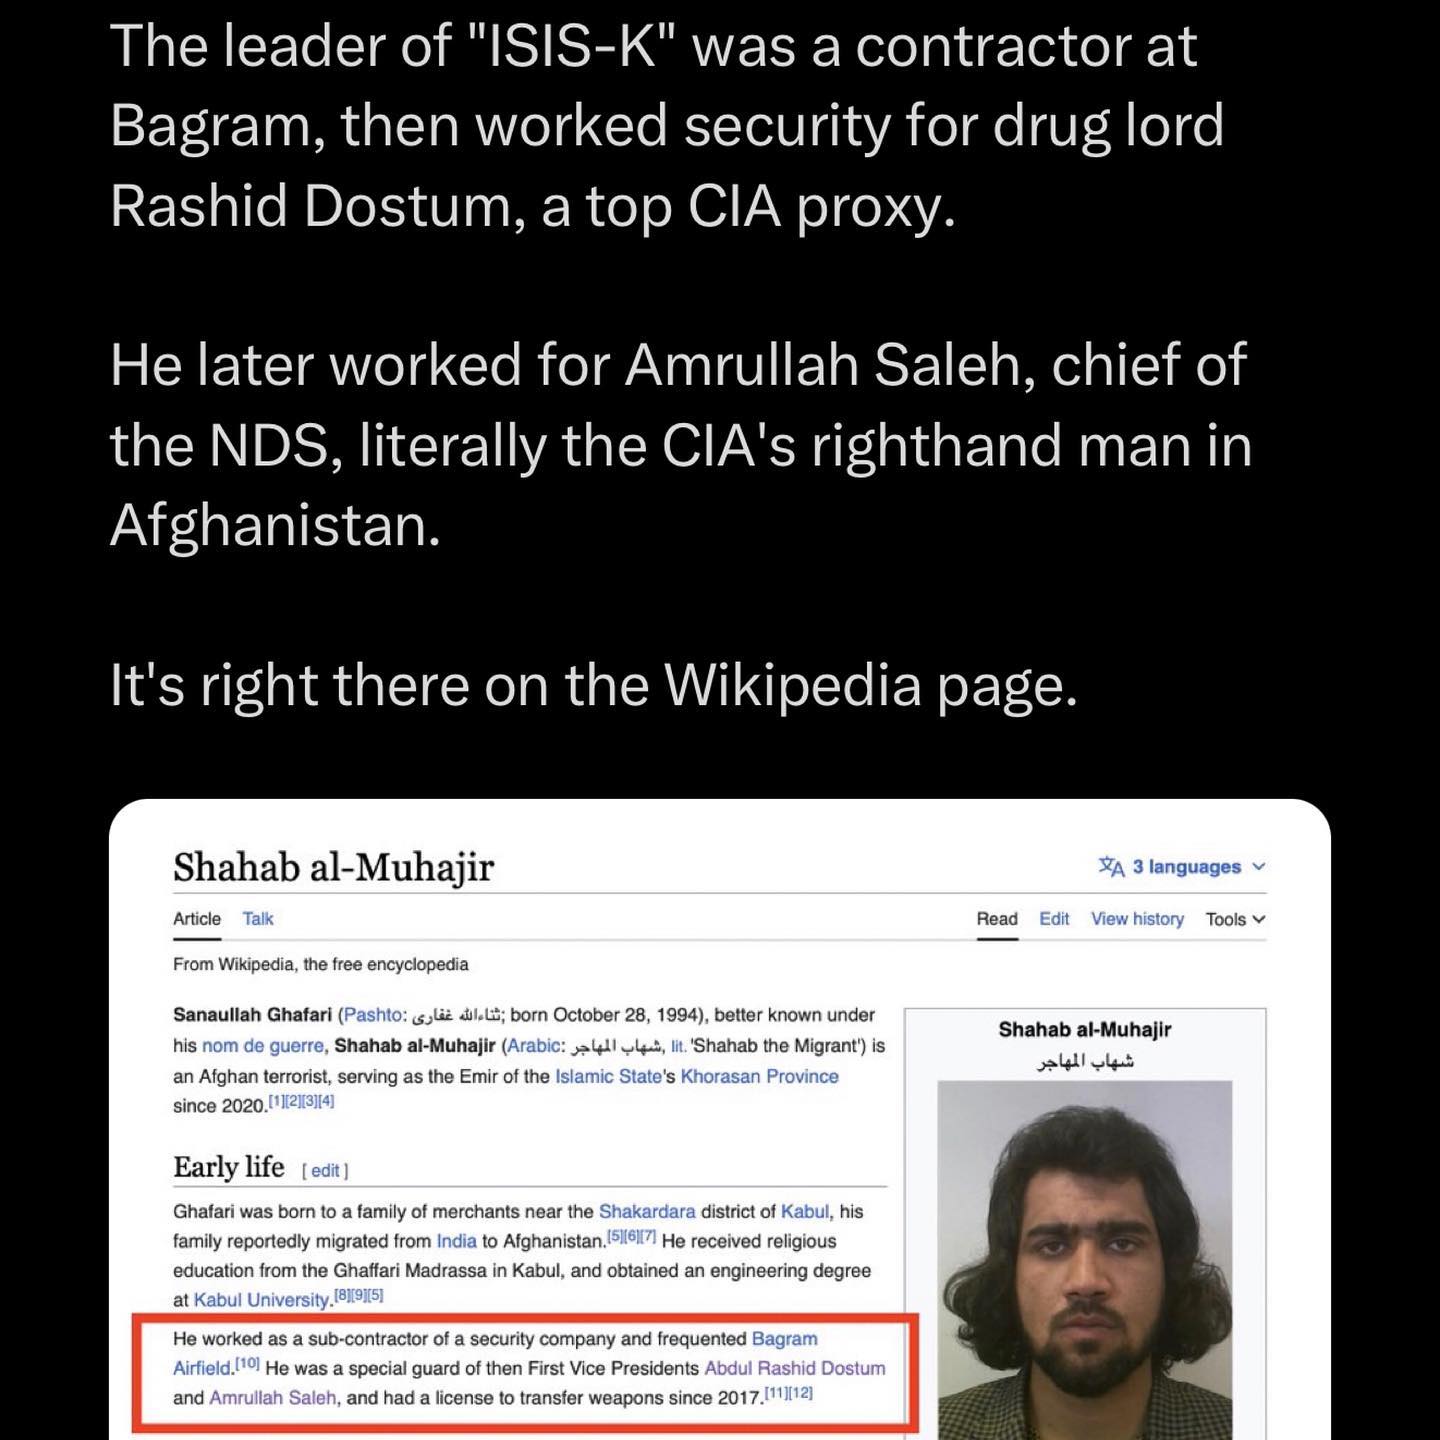 The leader of "ISIS-K" was a contractor at
Bagram, then worked security for drug lord
Rashid Dostum, a top CIA proxy.
He later worked for Amrullah Saleh, chief of
the NDS, literally the CIA's righthand man in
Afghanistan.
It's right there on the Wikipedia page.
Shahab al-Muhajir
3 languages
Article Talk
Read Edit View history Tools
From Wikipedia, the free encyclopedia
Sanaullah Ghafari (Pashto: ثناءالله غفاری; born October 28, 1994), better known under
his nom de guerre, Shahab al-Muhajir (Arabic: شهاب المهاجر, lit. 'Shahab the Migrant') is
an Afghan terrorist, serving as the Emir of the Islamic State's Khorasan Province
since 2020.[1][2][3][4]
Shahab al-Muhajir
شهاب المهاجر
Early life [ edit ]
Ghafari was born to a family of merchants near the Shakardara district of Kabul, his
family reportedly migrated from India to Afghanistan.[5][6][7] He received religious
education from the Ghaffari Madrassa in Kabul, and obtained an engineering degree
at Kabul University.[8][9][5]
He worked as a sub-contractor of a security company and frequented Bagram
Airfield.[10] He was a special guard of then First Vice Presidents Abdul Rashid Dostum
and Amrullah Saleh, and had a license to transfer weapons since 2017.[11][12]